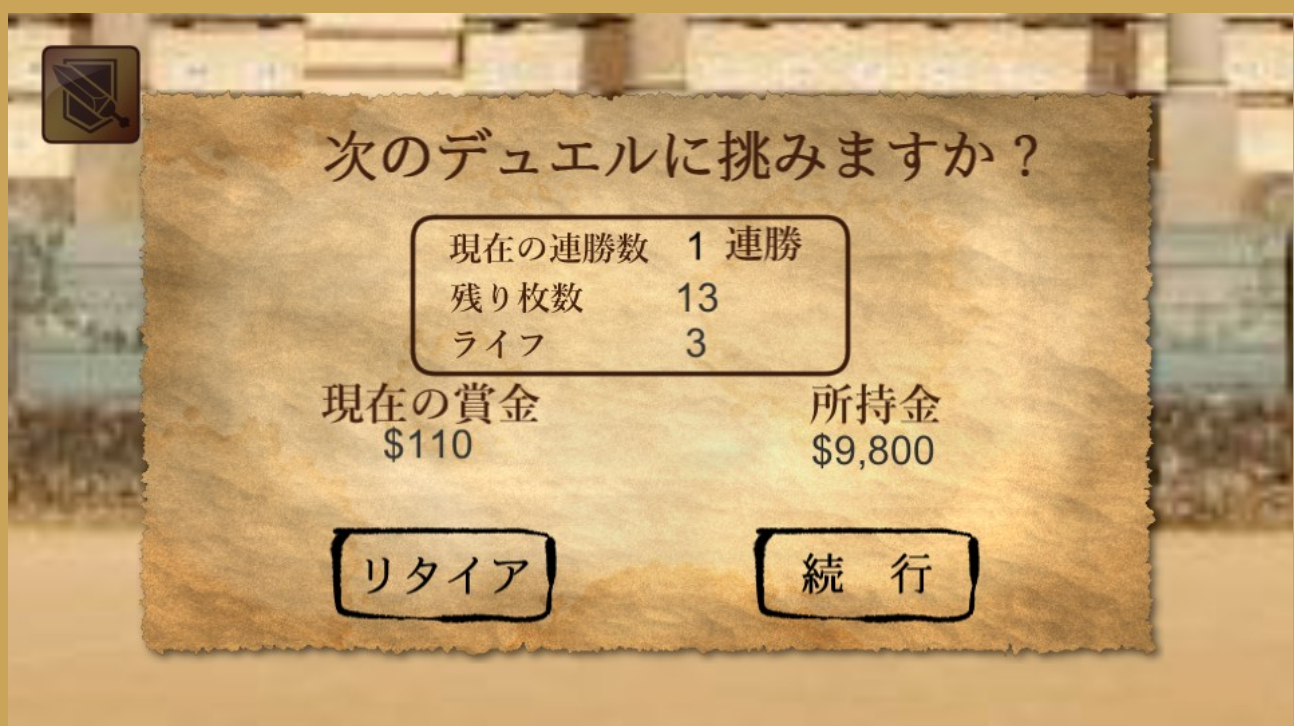 次のデュエルに挑みますか？
現在の連勝数 1 連勝
残り枚数 13
ライフ 3
現在の賞金 所持金
$110 $9,800
リタイア 続 行